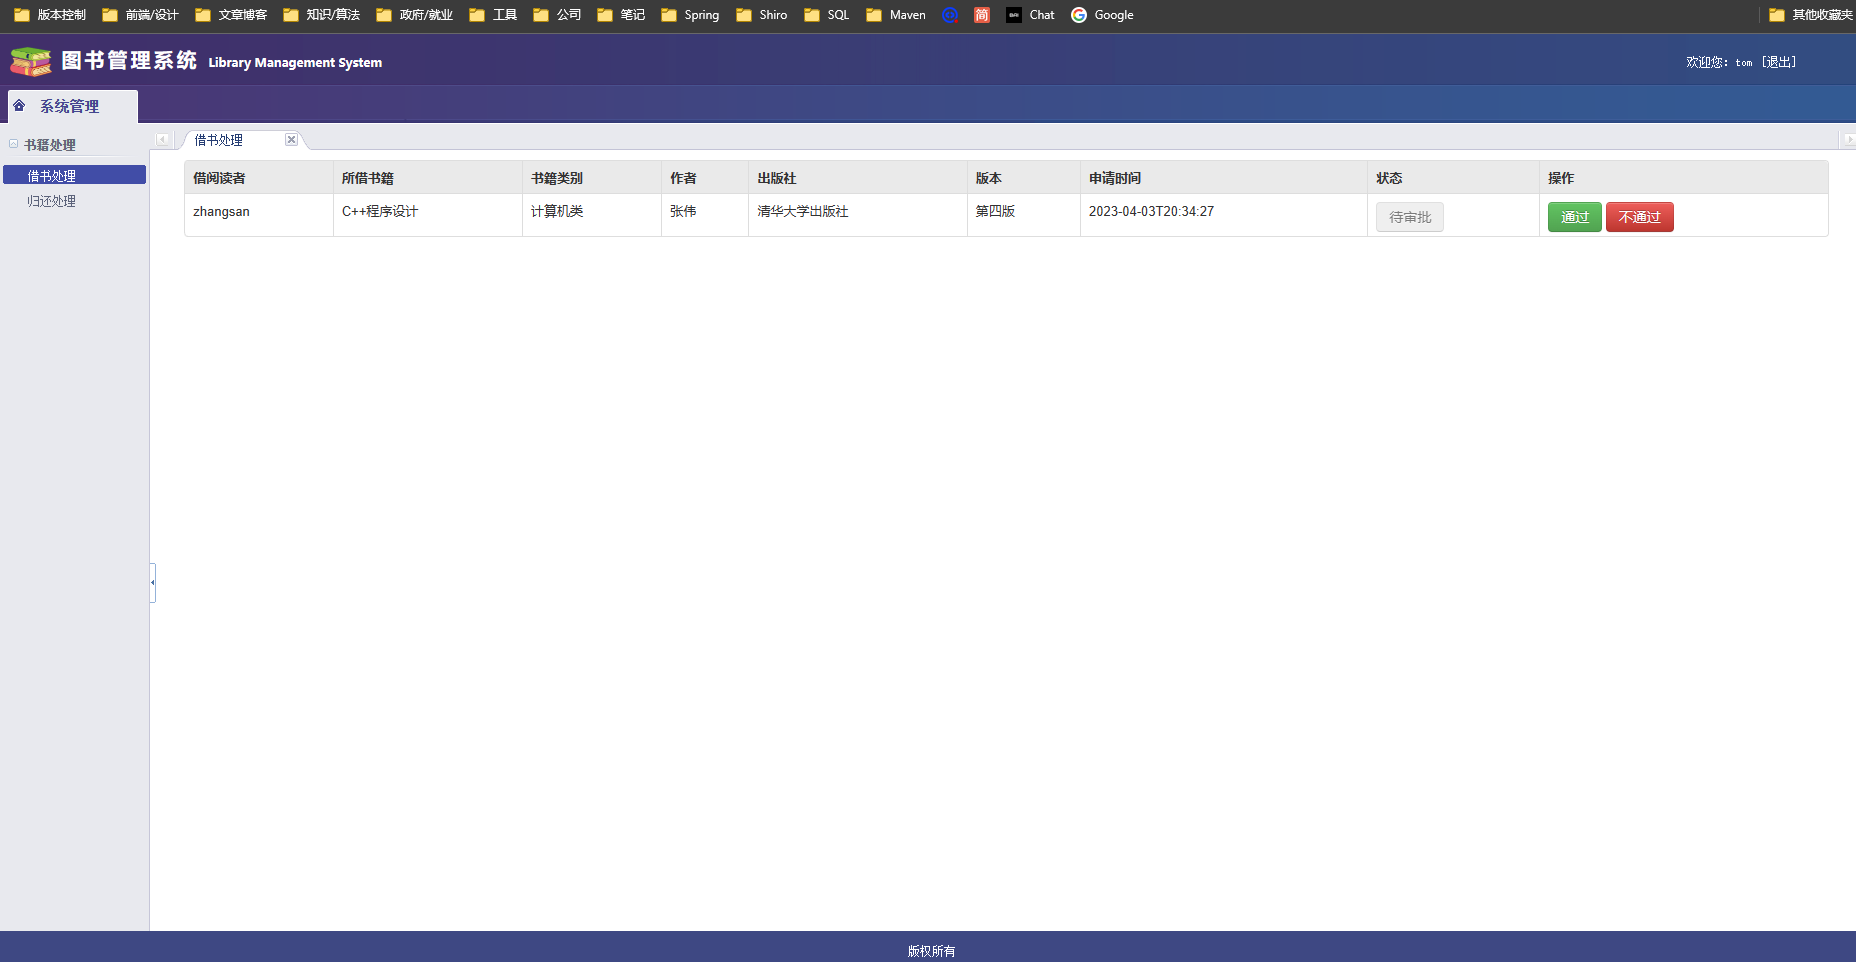 版本控制 前端/设计 文章博客 知识/算法 政府/就业 工具 公司 笔记 Spring Shiro SQL Maven 简 Chat Google 其他收藏夹
图书管理系统 Library Management System 欢迎您: tom [退出]
系统管理
书籍处理
借书处理
归还处理
借书处理
借阅读者 所借书籍 书籍类别 作者 出版社 版本 申请时间 状态 操作
zhangsan C++程序设计 计算机类 张伟 清华大学出版社 第四版 2023-04-03T20:34:27 待审批 通过 不通过
版权所有